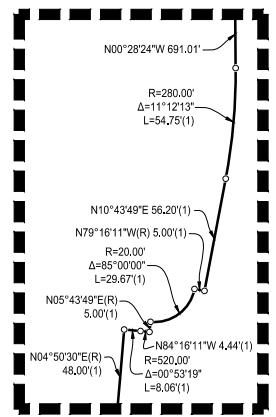 N00°28'24"W 691.01'
R=280.00'
Δ=11°12'13"
L=54.75'(1)
N10°43'49"E 56.20'(1)
N79°16'11"W(R) 5.00'(1)
R=20.00'
Δ=85°00'00"
L=29.67'(1)
N05°43'49"E(R)
5.00'(1)
N84°16'11"W 4.44'(1)
N04°50'30"E(R)
48.00'(1)
R=520.00'
Δ=00°53'19"
L=8.06'(1)